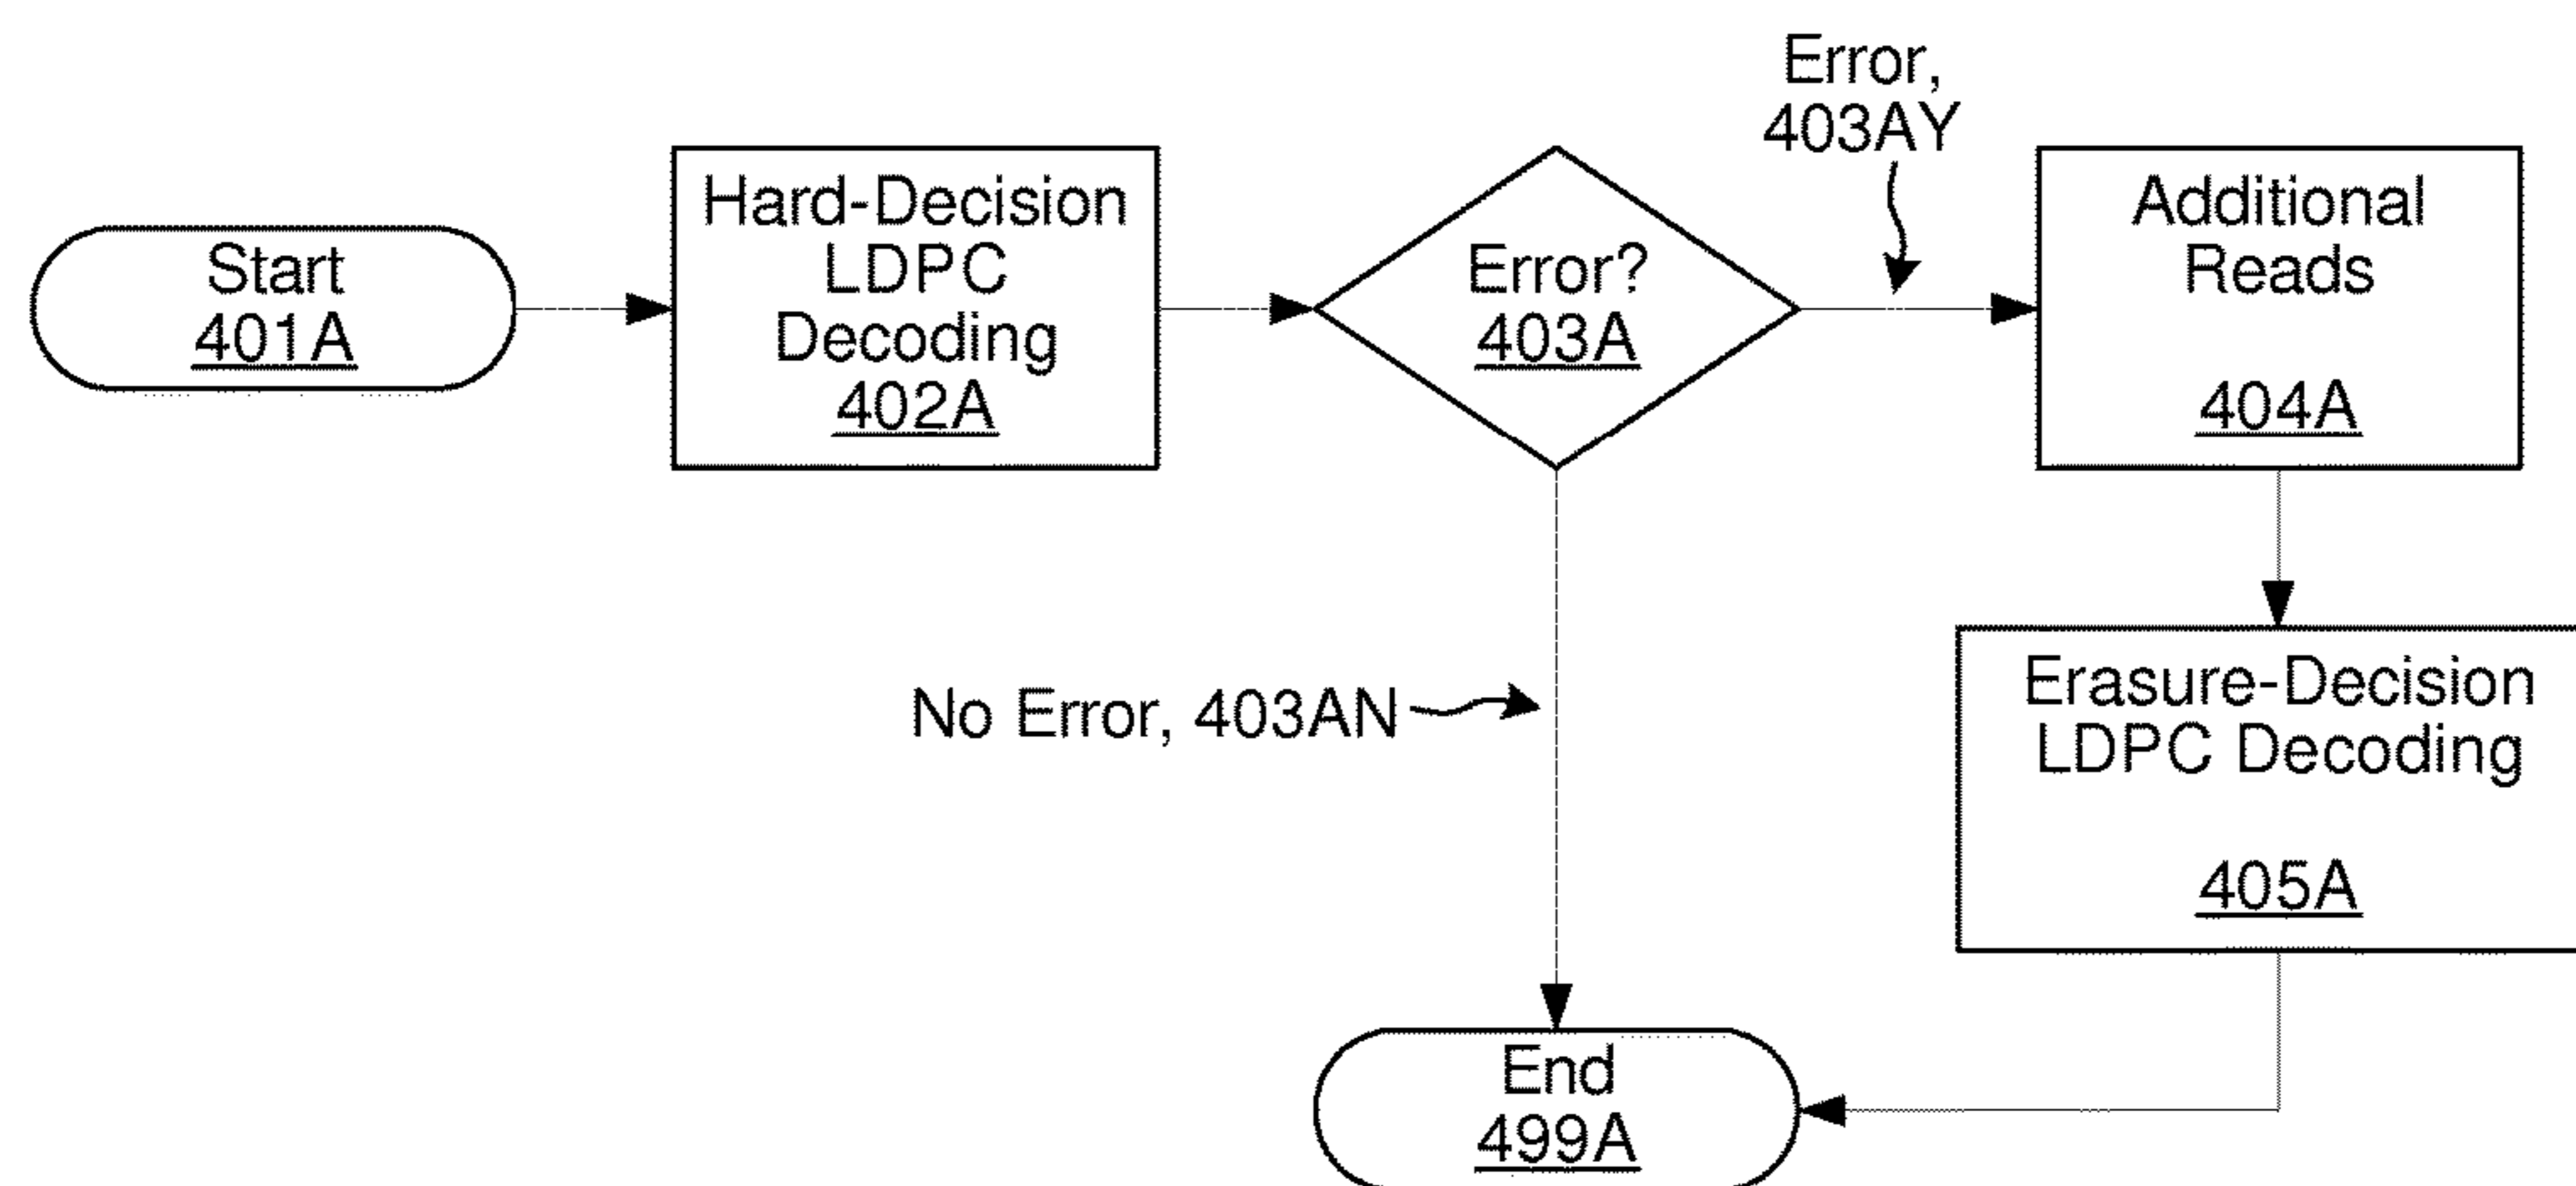 Start
401A
Hard-Decision
LDPC
Decoding
402A
Error?
403A
Error,
403AY
Additional
Reads
404A
No Error, 403AN
Erasure-Decision
LDPC Decoding
405A
End
499A